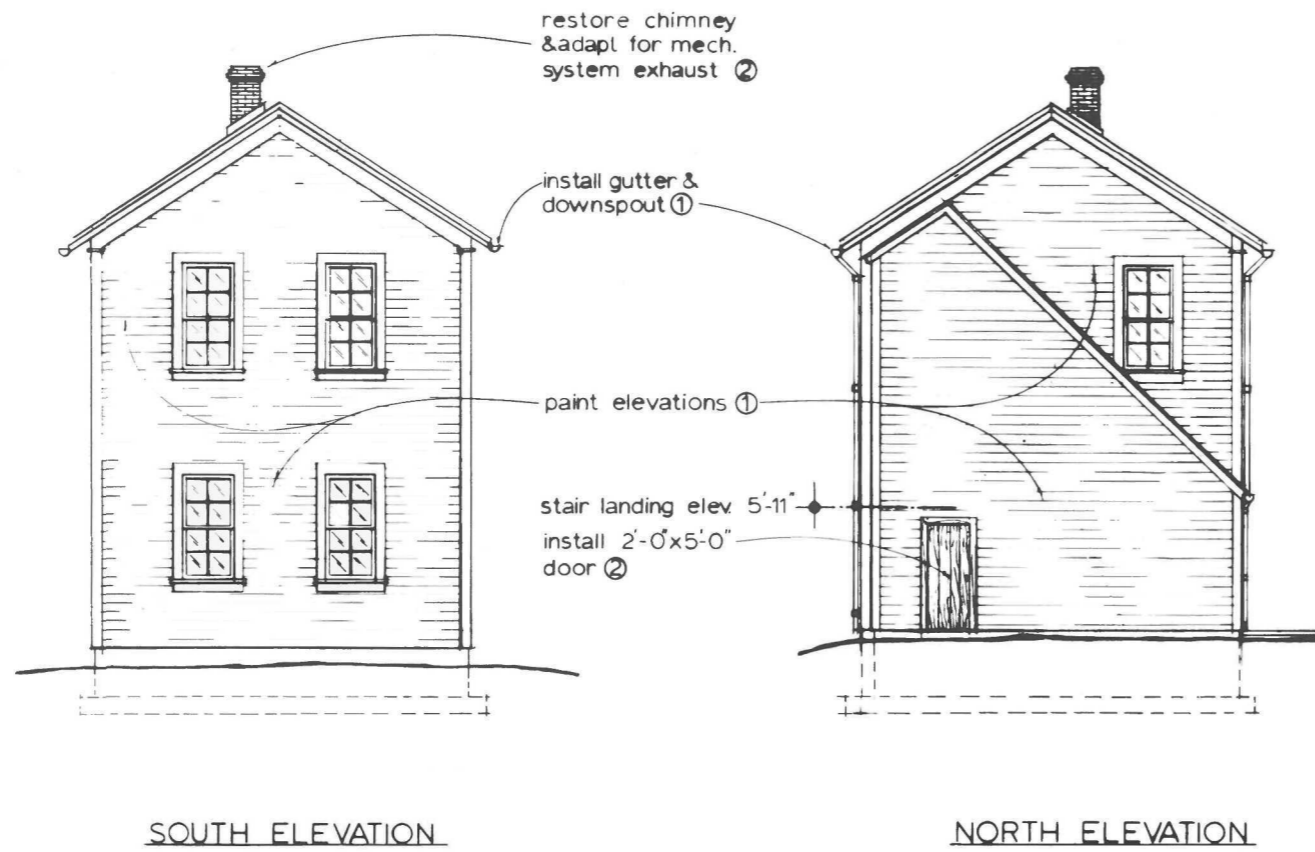 restore chimney
&adapt for mech.
system exhaust ②
install gutter &
downspout ①
paint elevations ①
stair landing elev. 5'-11"
install 2'-0"x5'-0"
door ②
SOUTH ELEVATION
NORTH ELEVATION